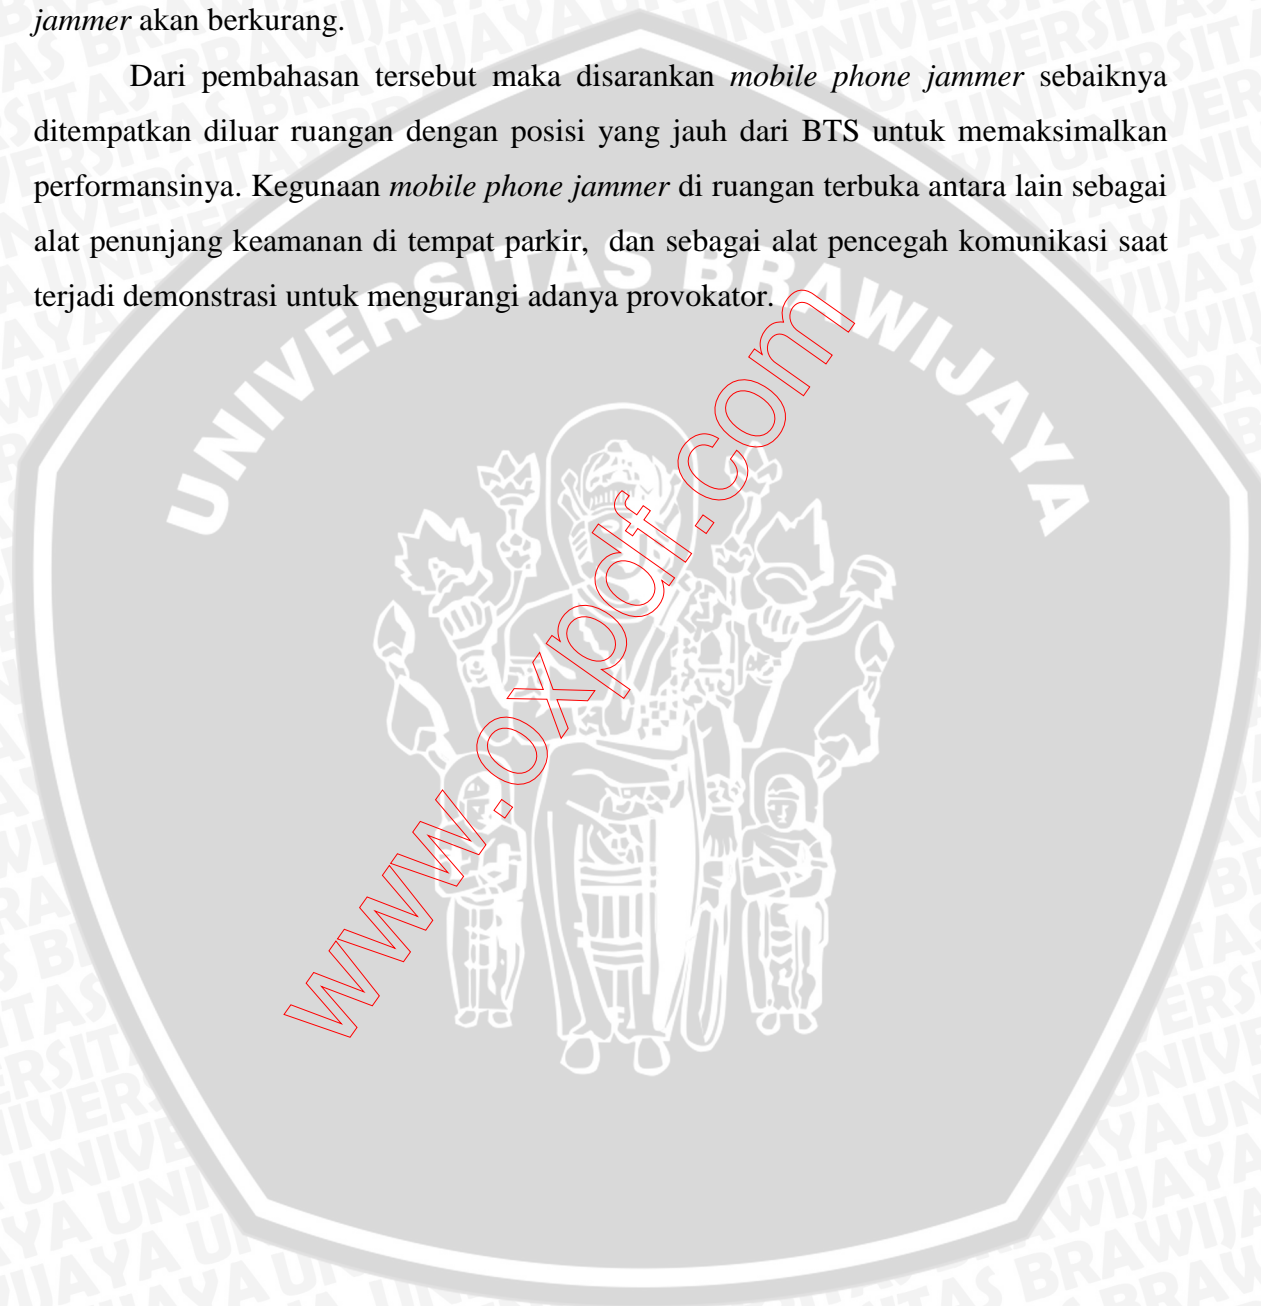 jammer akan berkurang.
Dari pembahasan tersebut maka disarankan mobile phone jammer sebaiknya
ditempatkan diluar ruangan dengan posisi yang jauh dari BTS untuk memaksimalkan
performansinya. Kegunaan mobile phone jammer di ruangan terbuka antara lain sebagai
alat penunjang keamanan di tempat parkir, dan sebagai alat pencegah komunikasi saat
terjadi demonstrasi untuk mengurangi adanya provokator.
UNIVERSITAS BRAWIJAYA
www.oxpdf.com